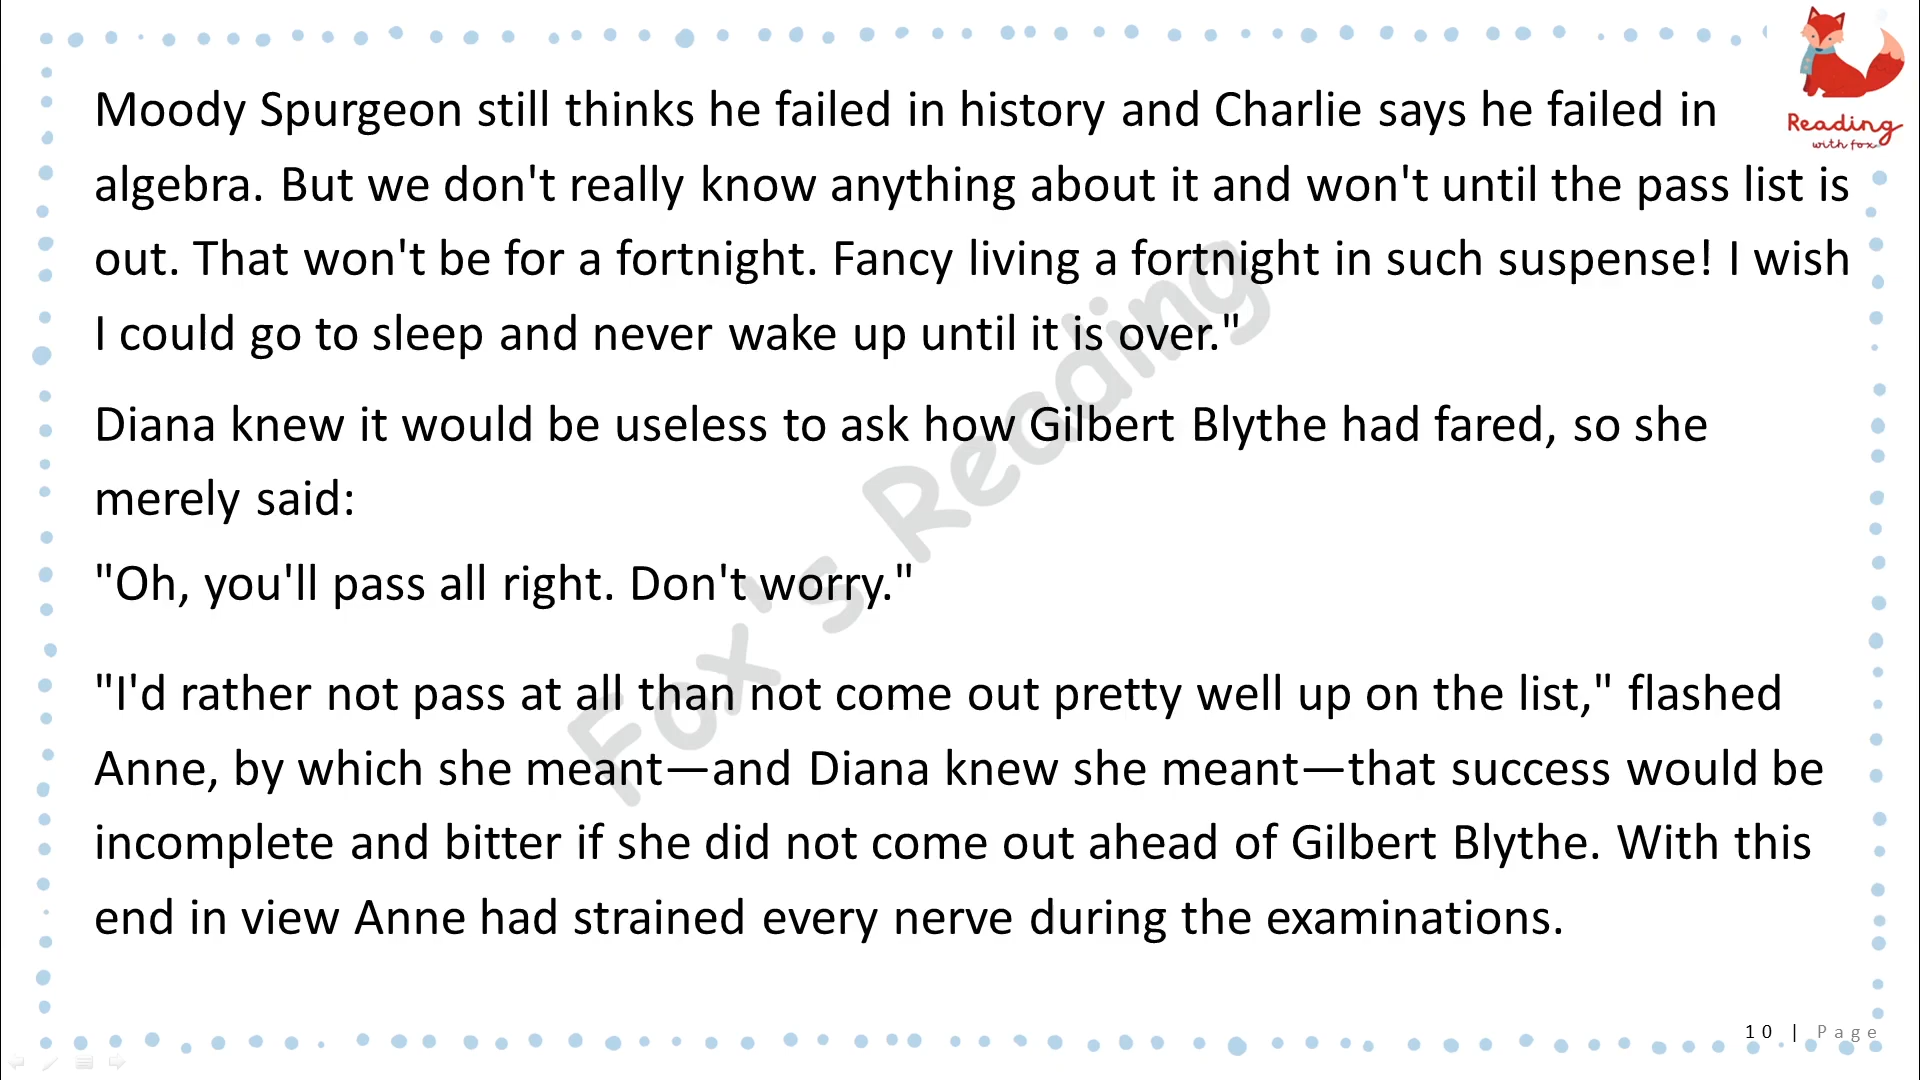 Reading
with fox
Moody Spurgeon still thinks he failed in history and Charlie says he failed in
algebra. But we don't really know anything about it and won't until the pass list is
out. That won't be for a fortnight. Fancy living a fortnight in such suspense! I wish
I could go to sleep and never wake up until it is over."
Diana knew it would be useless to ask how Gilbert Blythe had fared, so she
merely said:
"Oh, you'll pass all right. Don't worry."
"I'd rather not pass at all than not come out pretty well up on the list," flashed
Anne, by which she meant—and Diana knew she meant—that success would be
incomplete and bitter if she did not come out ahead of Gilbert Blythe. With this
end in view Anne had strained every nerve during the examinations.
Fox's Reading
10 | Page